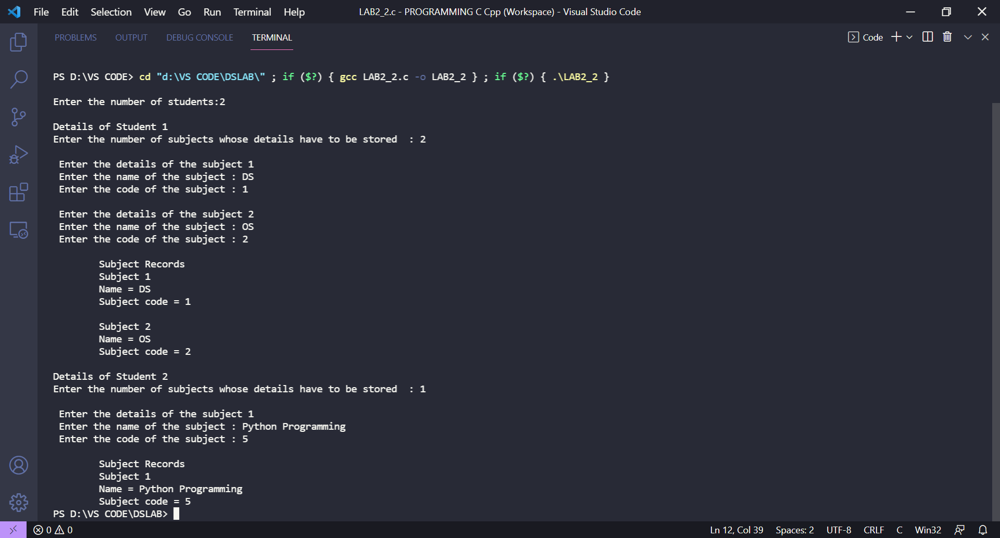 File Edit Selection View Go Run Terminal Help LAB2_2.c - PROGRAMMING C Cpp (Workspace) - Visual Studio Code
PROBLEMS OUTPUT DEBUG CONSOLE TERMINAL Code
PS D:\VS CODE> cd "d:\VS CODE\DSLAB\" ; if ($?) { gcc LAB2_2.c -o LAB2_2 } ; if ($?) { .\LAB2_2 }
Enter the number of students:2
Details of Student 1
Enter the number of subjects whose details have to be stored  : 2
Enter the details of the subject 1
Enter the name of the subject : DS
Enter the code of the subject : 1
Enter the details of the subject 2
Enter the name of the subject : OS
Enter the code of the subject : 2
Subject Records
Subject 1
Name = DS
Subject code = 1
Subject 2
Name = OS
Subject code = 2
Details of Student 2
Enter the number of subjects whose details have to be stored  : 1
Enter the details of the subject 1
Enter the name of the subject : Python Programming
Enter the code of the subject : 5
Subject Records
Subject 1
Name = Python Programming
Subject code = 5
PS D:\VS CODE\DSLAB>
0 0 Ln 12, Col 39 Spaces: 2 UTF-8 CRLF C Win32